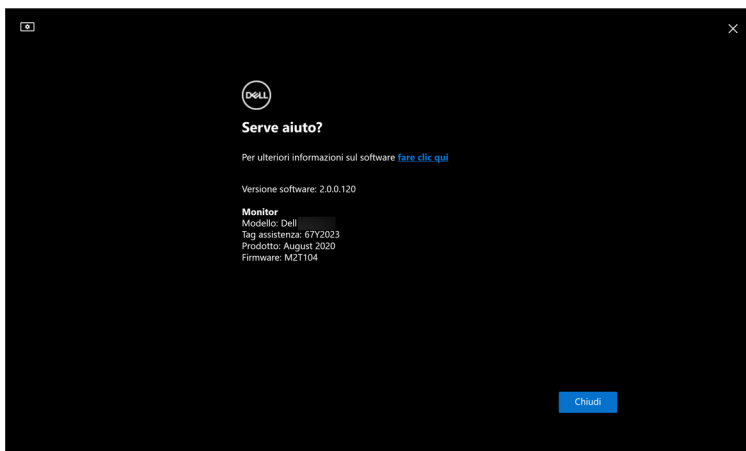 DELL
Serve aiuto?
Per ulteriori informazioni sul software fare clic qui
Versione software: 2.0.0.120
Monitor
Modello: Dell
Tag assistenza: 67Y2023
Prodotto: August 2020
Firmware: M2T104
Chiudi